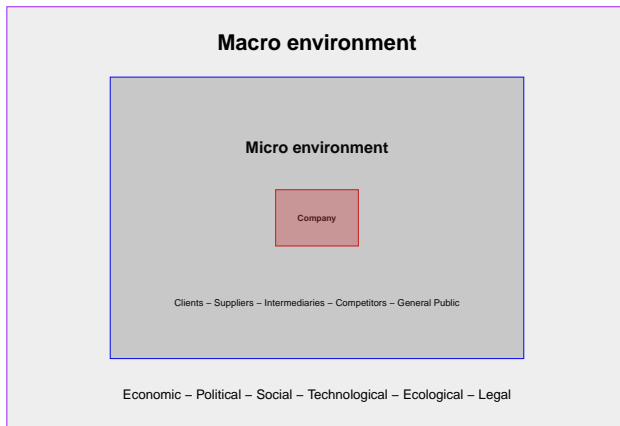 Macro environment
Micro environment
Company
Clients – Suppliers – Intermediaries – Competitors – General Public
Economic – Political – Social – Technological – Ecological – Legal